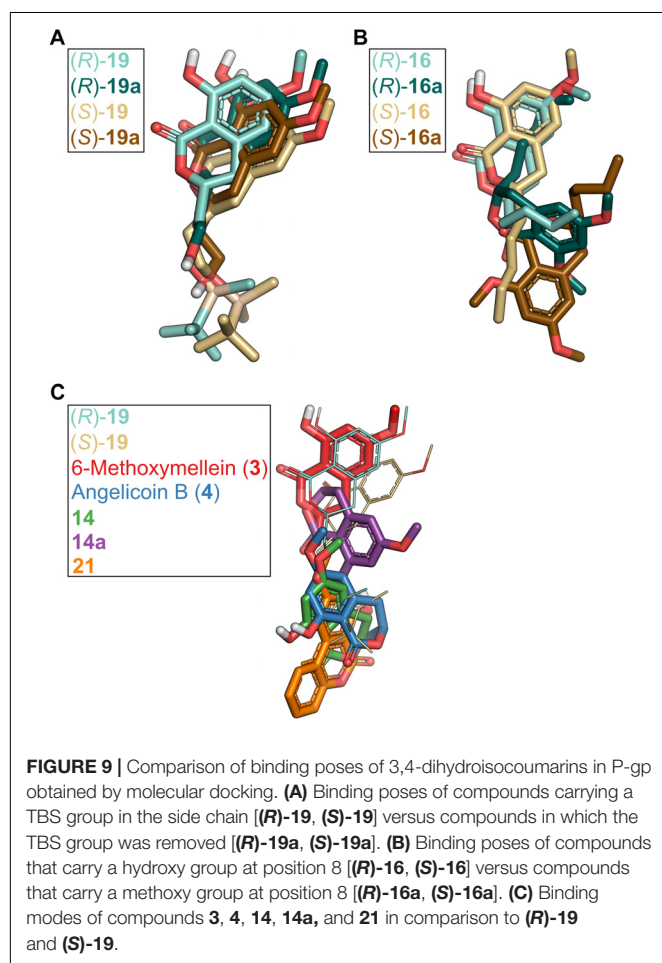 A
(R)-19
(R)-19a
(S)-19
(S)-19a
B
(R)-16
(R)-16a
(S)-16
(S)-16a
C
(R)-19
(S)-19
6-Methoxymellein (3)
Angelicoin B (4)
14
14a
21
FIGURE 9 | Comparison of binding poses of 3,4-dihydroisocoumarins in P-gp
obtained by molecular docking. (A) Binding poses of compounds carrying a
TBS group in the side chain [(R)-19, (S)-19] versus compounds in which the
TBS group was removed [(R)-19a, (S)-19a]. (B) Binding poses of compounds
that carry a hydroxy group at position 8 [(R)-16, (S)-16] versus compounds
that carry a methoxy group at position 8 [(R)-16a, (S)-16a]. (C) Binding
modes of compounds 3, 4, 14, 14a, and 21 in comparison to (R)-19
and (S)-19.